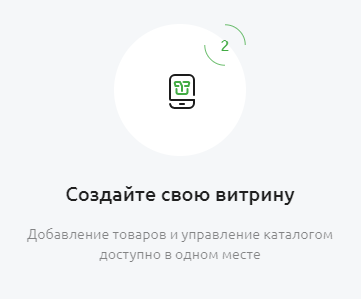 2
Создайте свою витрину
Добавление товаров и управление каталогом
доступно в одном месте